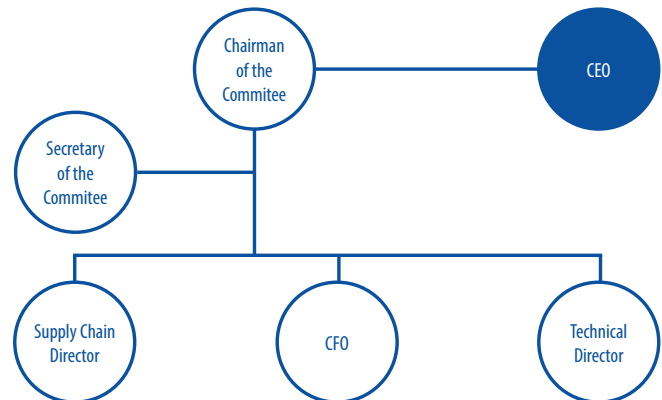 Chairman
of the
Commitee
CEO
Secretary
of the
Commitee
Supply Chain
Director
CFO
Technical
Director